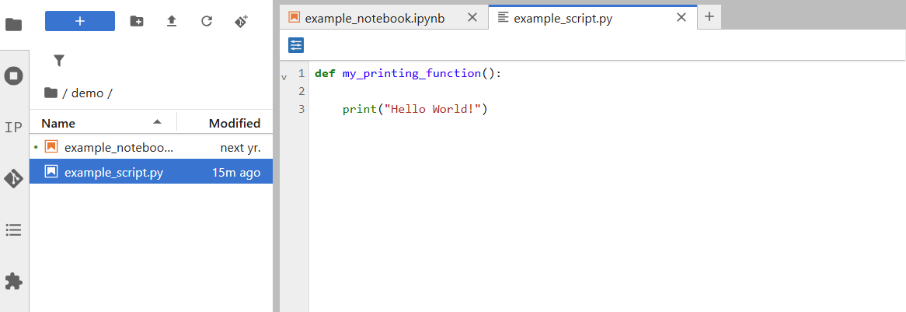 +
example_notebook.ipynb
example_script.py
+
/ demo /
Name Modified
example_noteboo... next yr.
example_script.py 15m ago
IP
1 def my_printing_function():
2
3     print("Hello World!")